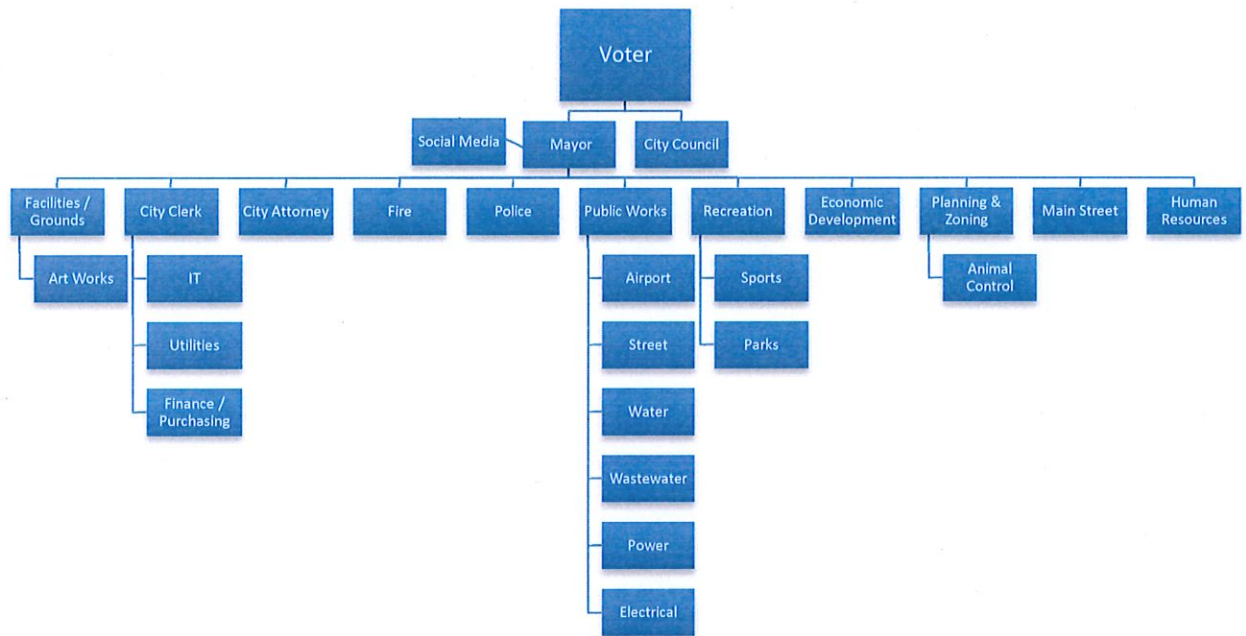 Voter
Social Media
Mayor
City Council
Facilities /
Grounds
City Clerk
City Attorney
Fire
Police
Public Works
Recreation
Economic
Development
Planning &
Zoning
Main Street
Human
Resources
Art Works
IT
Airport
Sports
Animal
Control
Utilities
Street
Parks
Finance /
Purchasing
Water
Wastewater
Power
Electrical